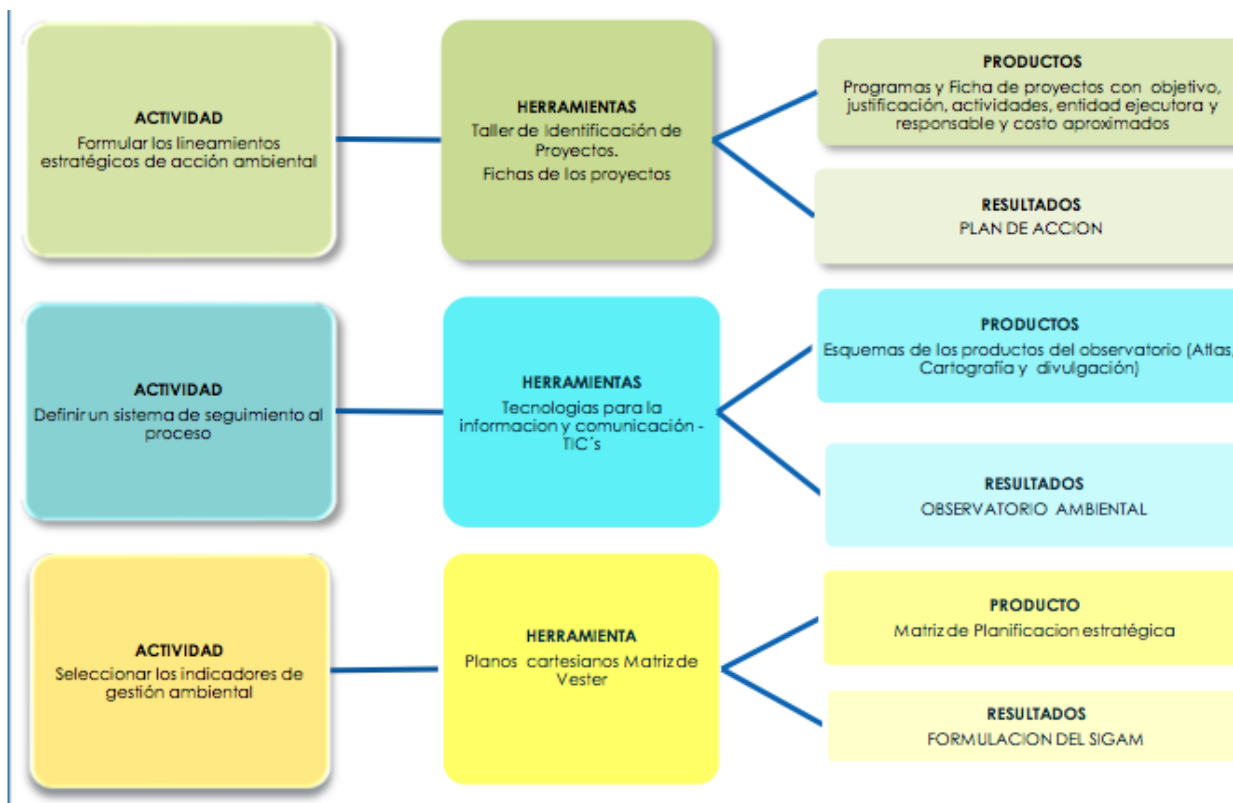 ACTIVIDAD
Formular los lineamientos
estratégicos de acción ambiental
HERRAMIENTAS
Taller de Identificación de
Proyectos.
Fichas de los proyectos
PRODUCTOS
Programas y Ficha de proyectos con objetivo,
justificación, actividades, entidad ejecutora y
responsable y costo aproximados
RESULTADOS
PLAN DE ACCION
ACTIVIDAD
Definir un sistema de seguimiento al
proceso
HERRAMIENTAS
Tecnologias para la
informacion y comunicación -
TIC´s
PRODUCTOS
Esquemas de los productos del observatorio (Atlas,
Cartografía y divulgación)
RESULTADOS
OBSERVATORIO AMBIENTAL
ACTIVIDAD
Seleccionar los indicadores de
gestión ambiental
HERRAMIENTA
Planos cartesianos Matriz de
Vester
PRODUCTO
Matriz de Planificacion estratégica
RESULTADOS
FORMULACION DEL SIGAM